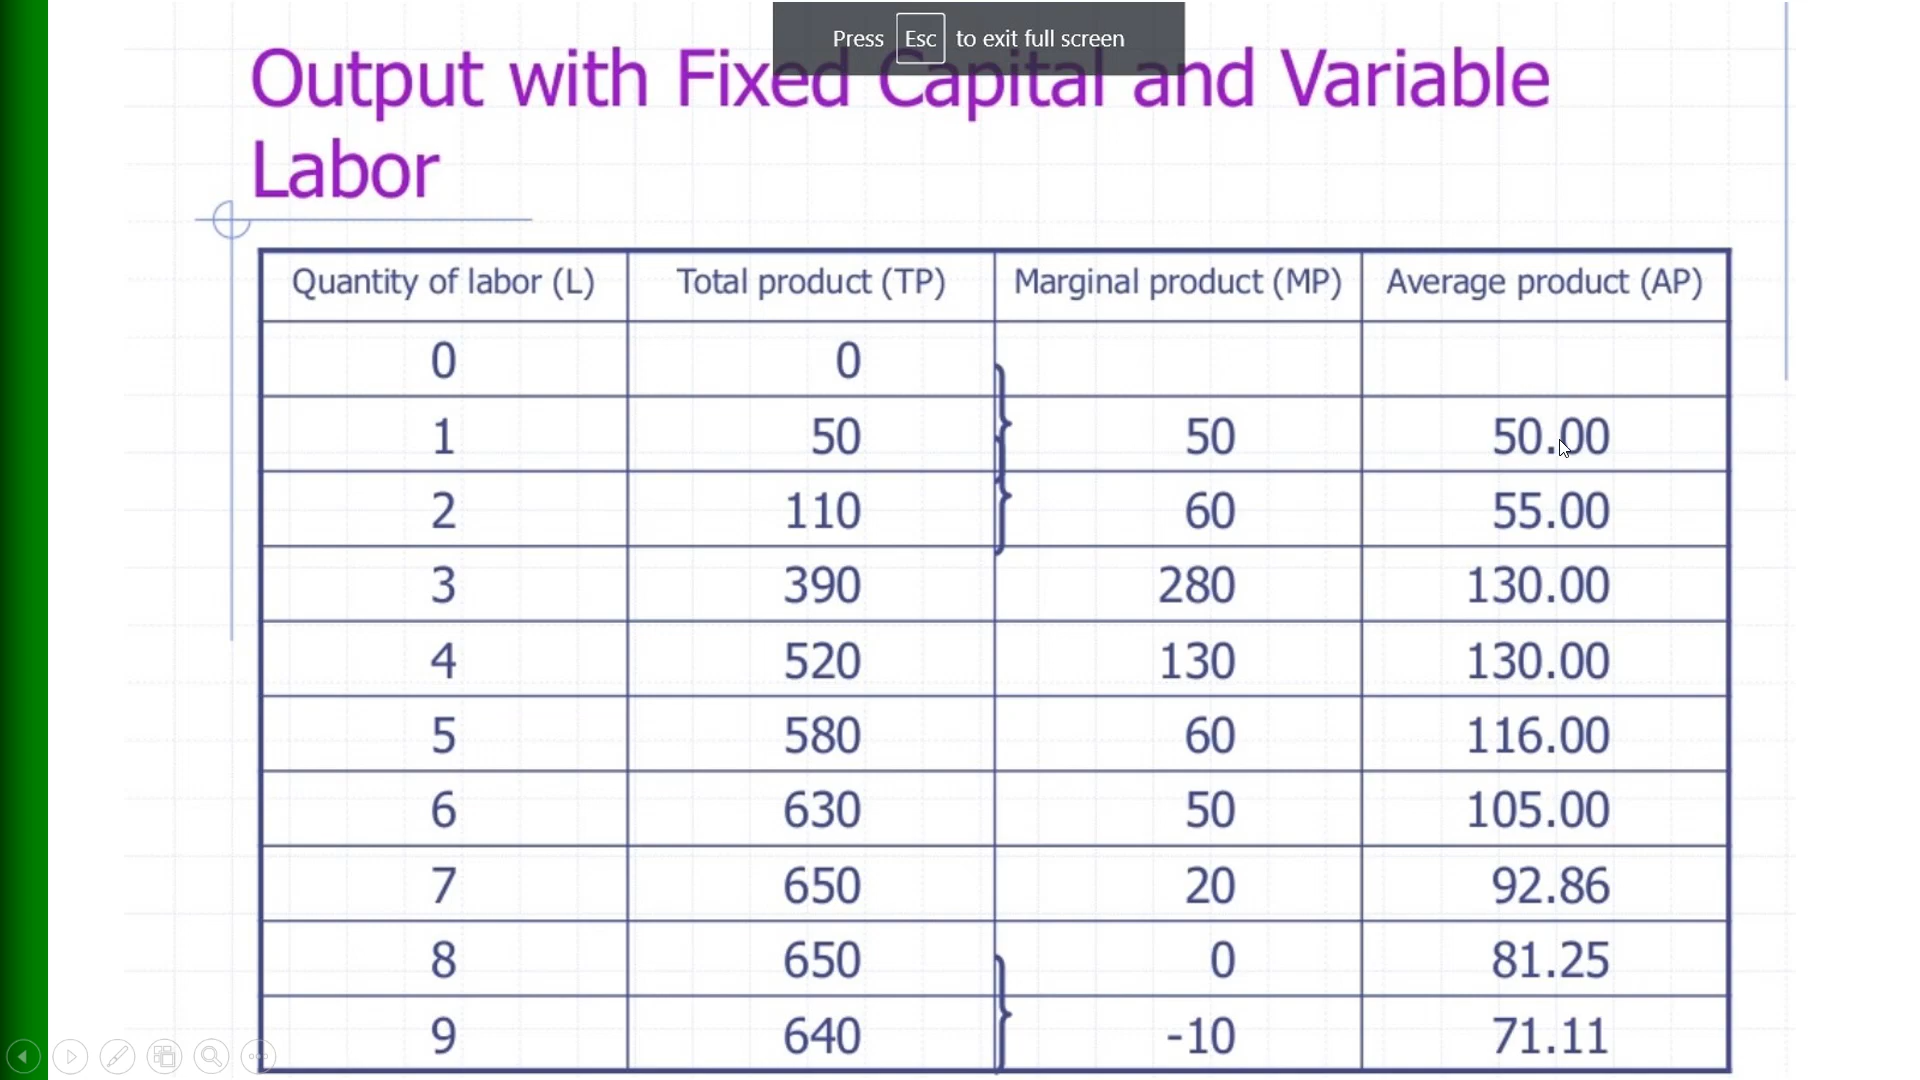 Press Esc to exit full screen
Output with Fixed Capital and Variable
Labor
Quantity of labor (L) Total product (TP) Marginal product (MP) Average product (AP)
0 0
1 50 50 50.00
2 110 60 55.00
3 390 280 130.00
4 520 130 130.00
5 580 60 116.00
6 630 50 105.00
7 650 20 92.86
8 650 0 81.25
9 640 -10 71.11